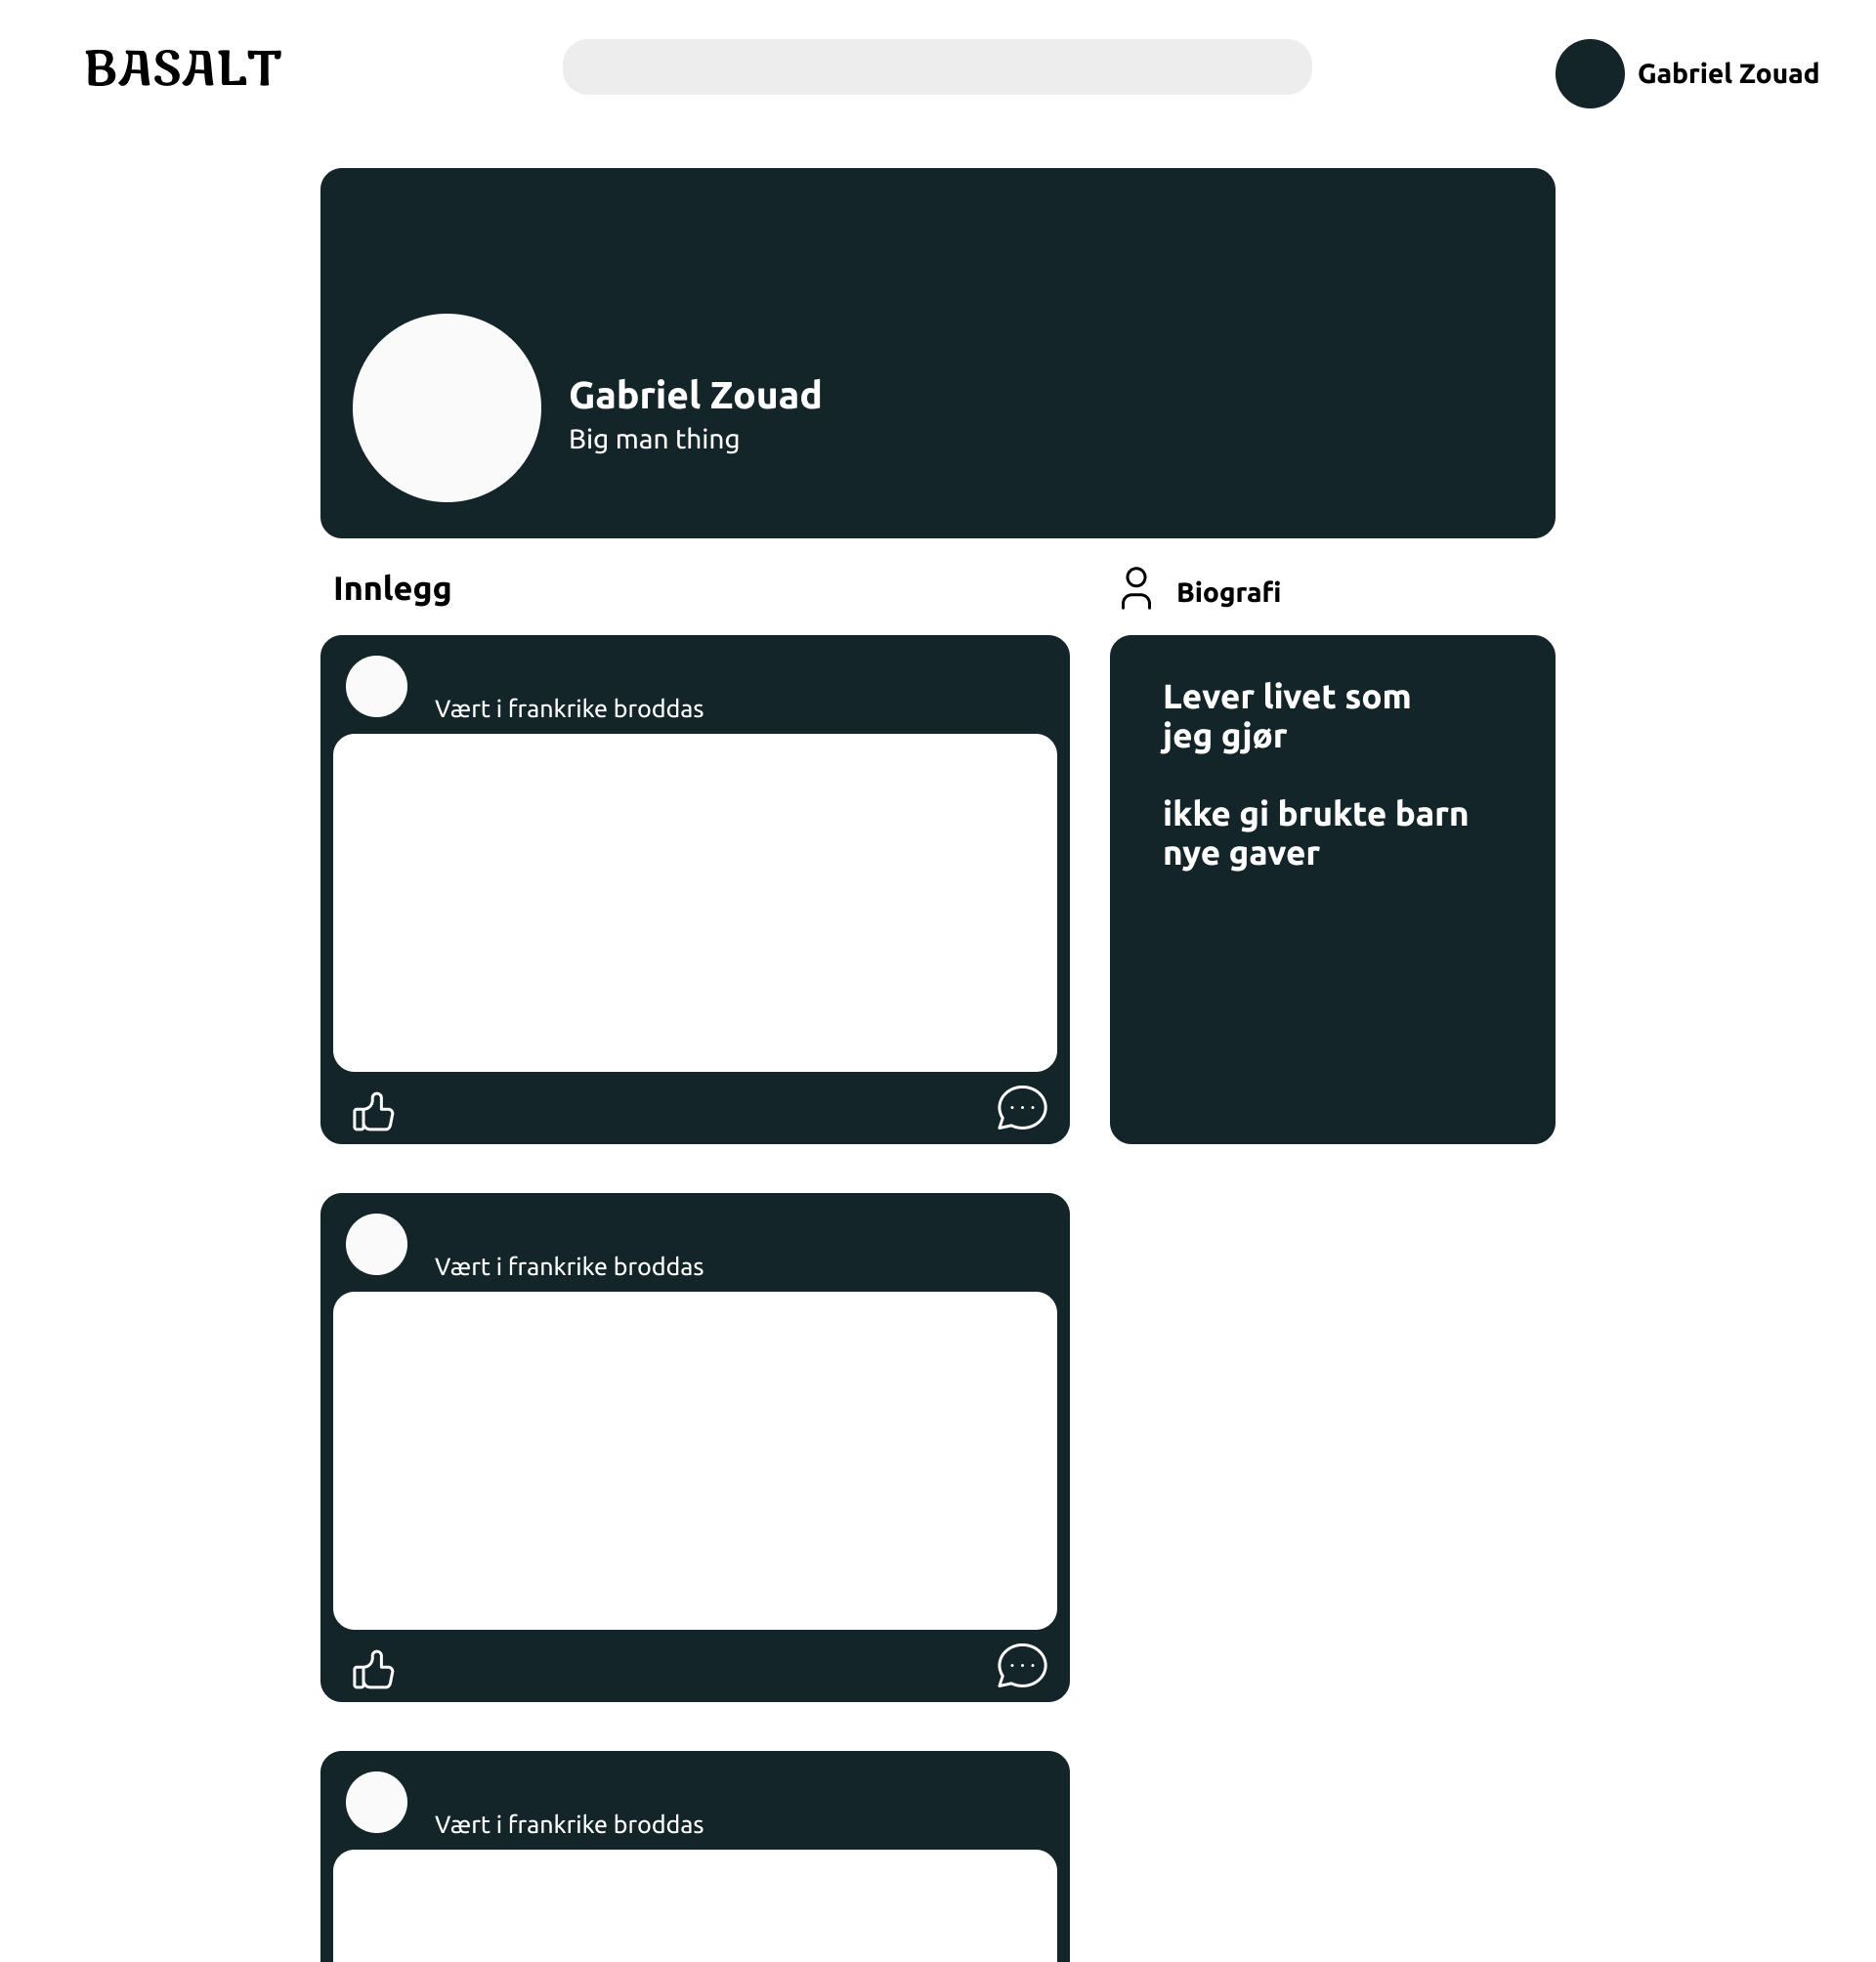 BASALT
Gabriel Zouad
Gabriel Zouad
Big man thing
Innlegg
Biografi
Vært i frankrike broddas
Lever livet som
jeg gjør
ikke gi brukte barn
nye gaver
Vært i frankrike broddas
Vært i frankrike broddas